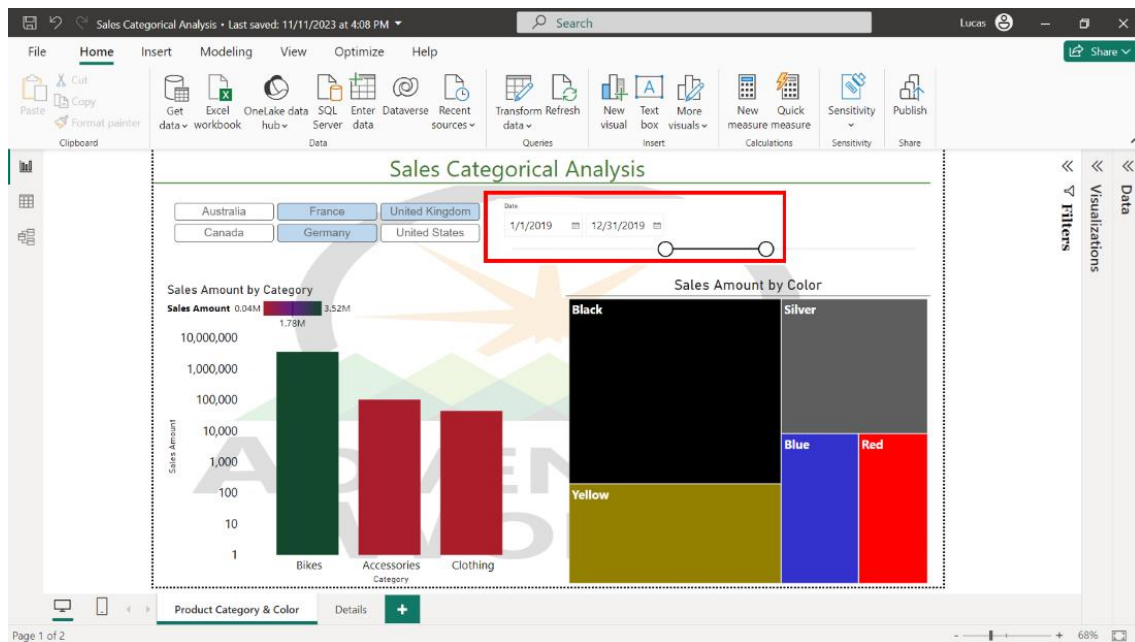 Sales Categorical Analysis • Last saved: 11/11/2023 at 4:08 PM
Search
Lucas
File Home Insert Modeling View Optimize Help
Share
Paste
Cut
Copy
Format painter
Clipboard
Get data
Excel workbook
OneLake data hub
SQL Server
Enter data
Dataverse
Recent sources
Data
Transform data
Refresh
Queries
New visual
Text box
More visuals
Insert
New measure
Quick measure
Calculations
Sensitivity
Sensitivity
Publish
Share
Sales Categorical Analysis
Australia France United Kingdom
Canada Germany United States
Date
1/1/2019 12/31/2019
Filters
Visualizations
Data
Sales Amount by Category
Sales Amount 0.04M 3.52M
1.78M
10,000,000
1,000,000
100,000
10,000
1,000
100
10
1
Sales Amount
Bikes Accessories Clothing
Category
Sales Amount by Color
Black
Silver
Blue
Red
Yellow
Product Category & Color Details +
Page 1 of 2
- + 68%